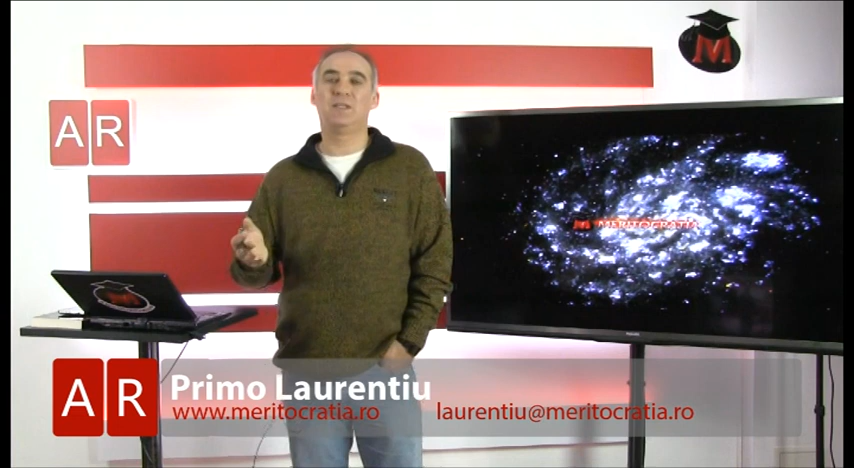 M
AR
MERITOCRATIA
AR
Primo Laurentiu
www.meritocratia.ro laurentiu@meritocratia.ro